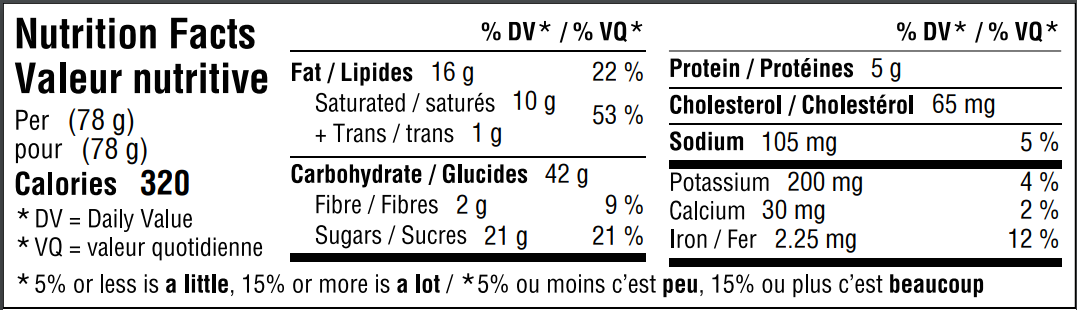 Nutrition Facts
Valeur nutritive
Per (78 g)
pour (78 g)
Calories 320
* DV = Daily Value
* VQ = valeur quotidienne
% DV* / % VQ*
Fat / Lipides 16 g 22 %
Saturated / saturés 10 g
+ Trans / trans 1 g
53 %
Carbohydrate / Glucides 42 g
Fibre / Fibres 2 g 9 %
Sugars / Sucres 21 g 21 %
% DV* / % VQ*
Protein / Protéines 5 g
Cholesterol / Cholestérol 65 mg
Sodium 105 mg 5 %
Potassium 200 mg 4 %
Calcium 30 mg 2 %
Iron / Fer 2.25 mg 12 %
* 5% or less is a little, 15% or more is a lot / *5% ou moins c'est peu, 15% ou plus c'est beaucoup